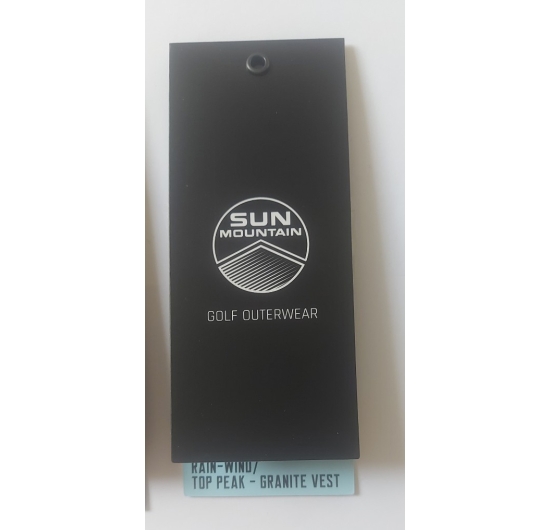 SUN
MOUNTAIN
GOLF OUTERWEAR
RAIN-WIND/
TOP PEAK - GRANITE VEST